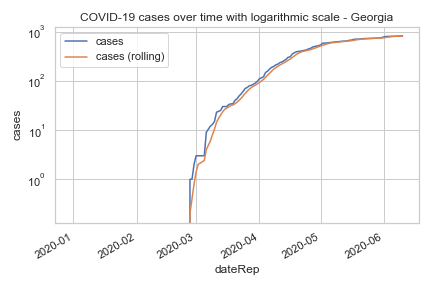 COVID-19 cases over time with logarithmic scale - Georgia
cases
cases (rolling)
10³
10²
10¹
10⁰
cases
2020-01
2020-02
2020-03
2020-04
2020-05
2020-06
dateRep